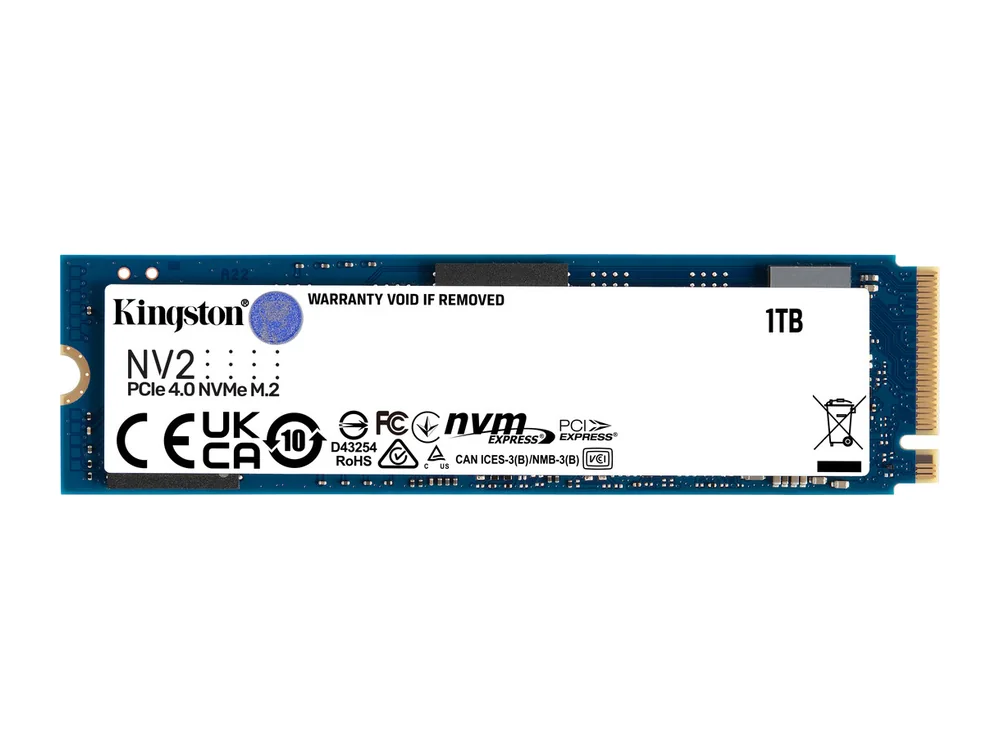 A22
Kingston®
WARRANTY VOID IF REMOVED
1TB
NV2
PCIe 4.0 NVMe M.2
CE
UK
CA
10
D43254
RoHS
FC
C US
nvm
EXPRESS®
PCI
EXPRESS®
CAN ICES-3(B)/NMB-3(B)
VCI